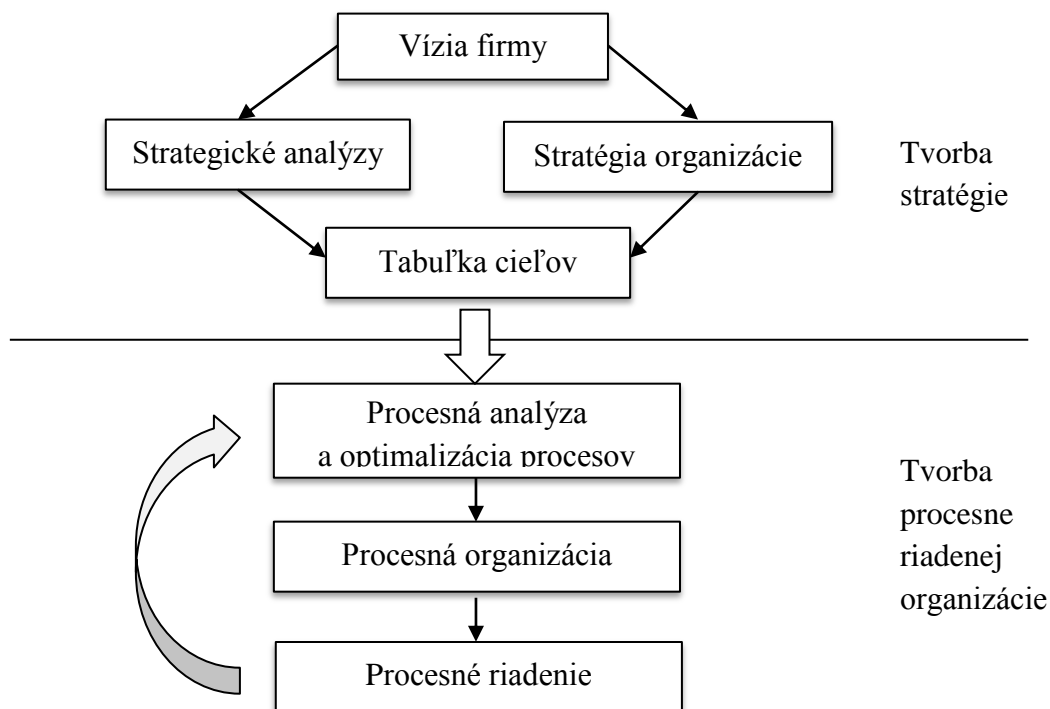 Vízia firmy
Strategické analýzy
Stratégia organizácie
Tvorba
stratégie
Tabuľka cieľov
Procesná analýza
a optimalizácia procesov
Procesná organizácia
Procesné riadenie
Tvorba
procesne
riadenej
organizácie